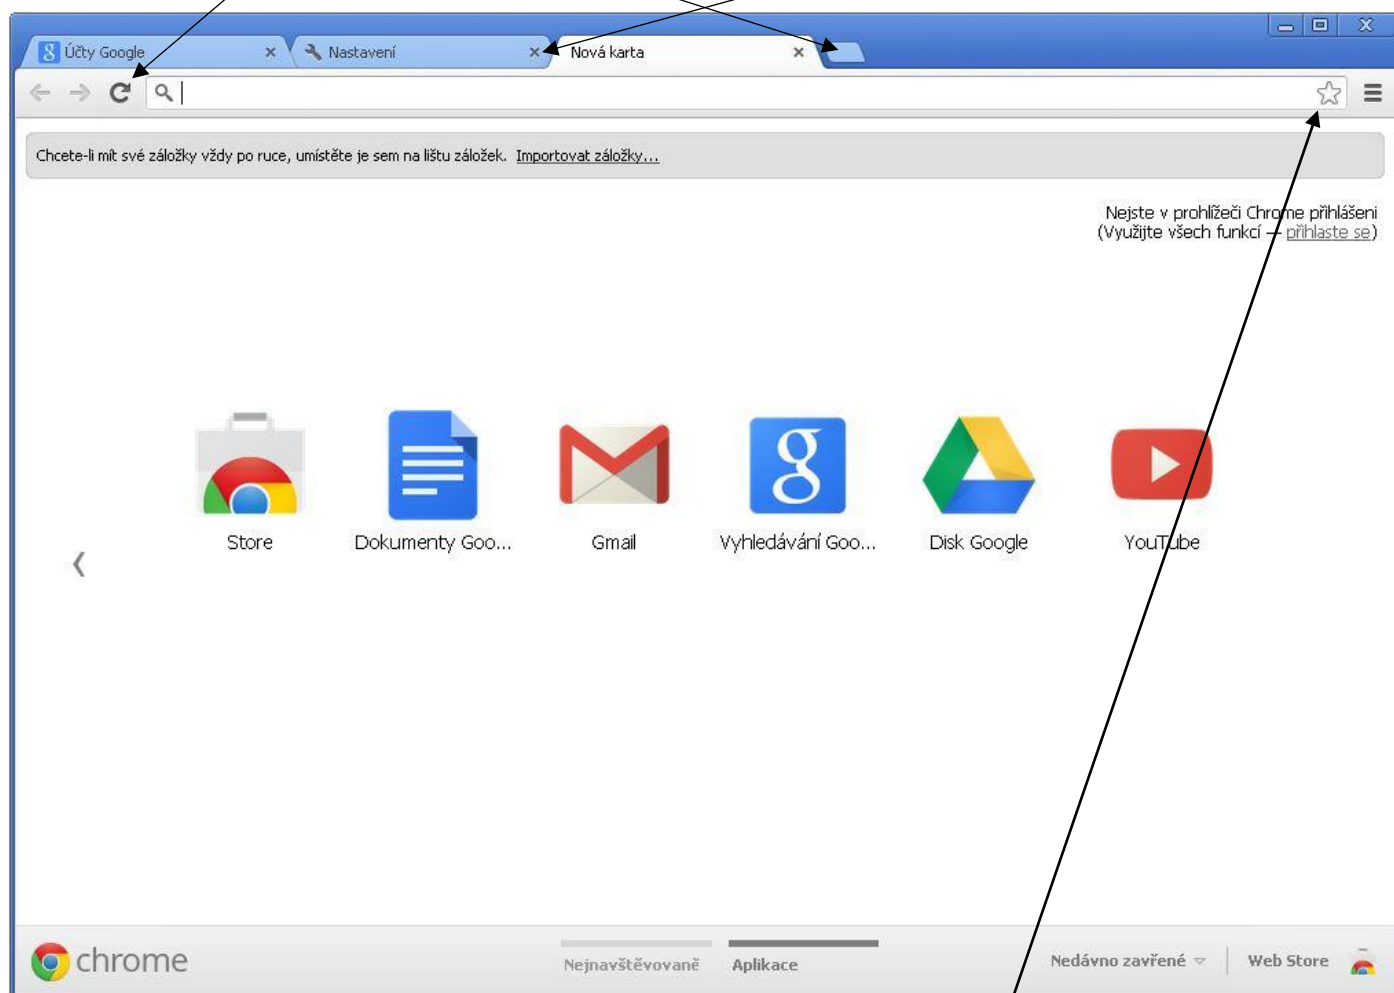 Účty Google
Nastavení
Nová karta
Chcete-li mít své záložky vždy po ruce, umístěte je sem na lištu záložek. Importovat záložky...
Nejste v prohlížeči Chrome přihlášeni
(Využijte všech funkcí — přihlaste se)
Store
Dokumenty Goo...
Gmail
Vyhledávání Goo...
Disk Google
YouTube
chrome
Nejnavštěvovaně
Aplikace
Nedávno zavřené
Web Store